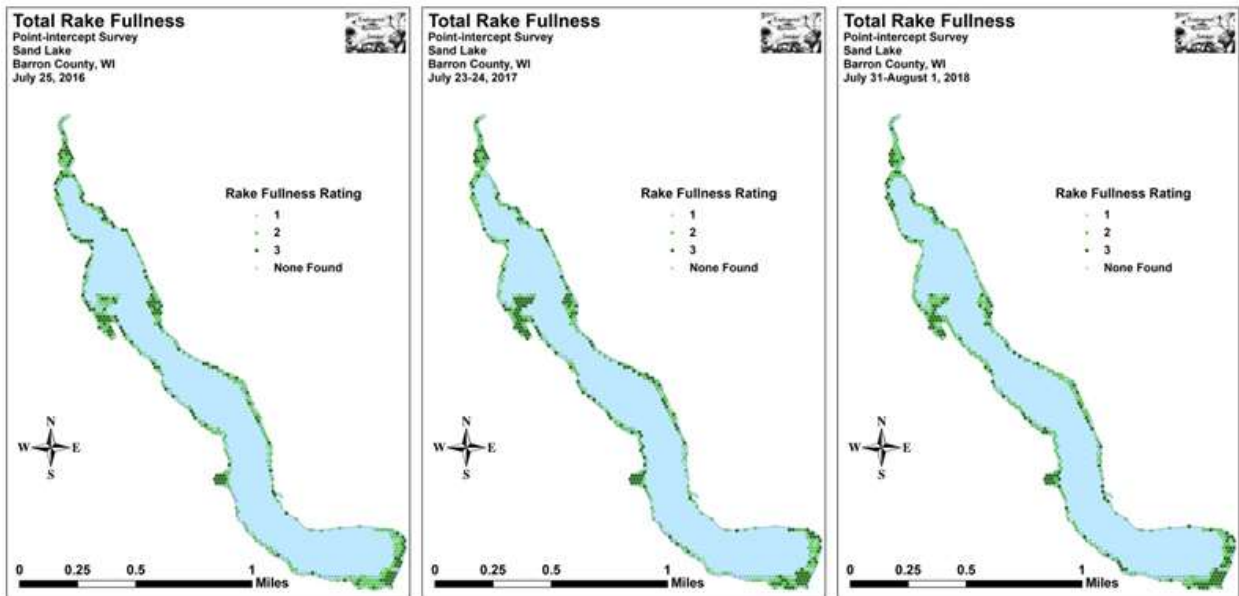 Total Rake Fullness
Point-intercept Survey
Sand Lake
Barron County, WI
July 25, 2016
Rake Fullness Rating
1
2
3
None Found
N
W E
S
0 0.25 0.5 1
Miles
Total Rake Fullness
Point-intercept Survey
Sand Lake
Barron County, WI
July 23-24, 2017
Rake Fullness Rating
1
2
3
None Found
N
W E
S
0 0.25 0.5 1
Miles
Total Rake Fullness
Point-intercept Survey
Sand Lake
Barron County, WI
July 31-August 1, 2018
Rake Fullness Rating
1
2
3
None Found
N
W E
S
0 0.25 0.5 1
Miles